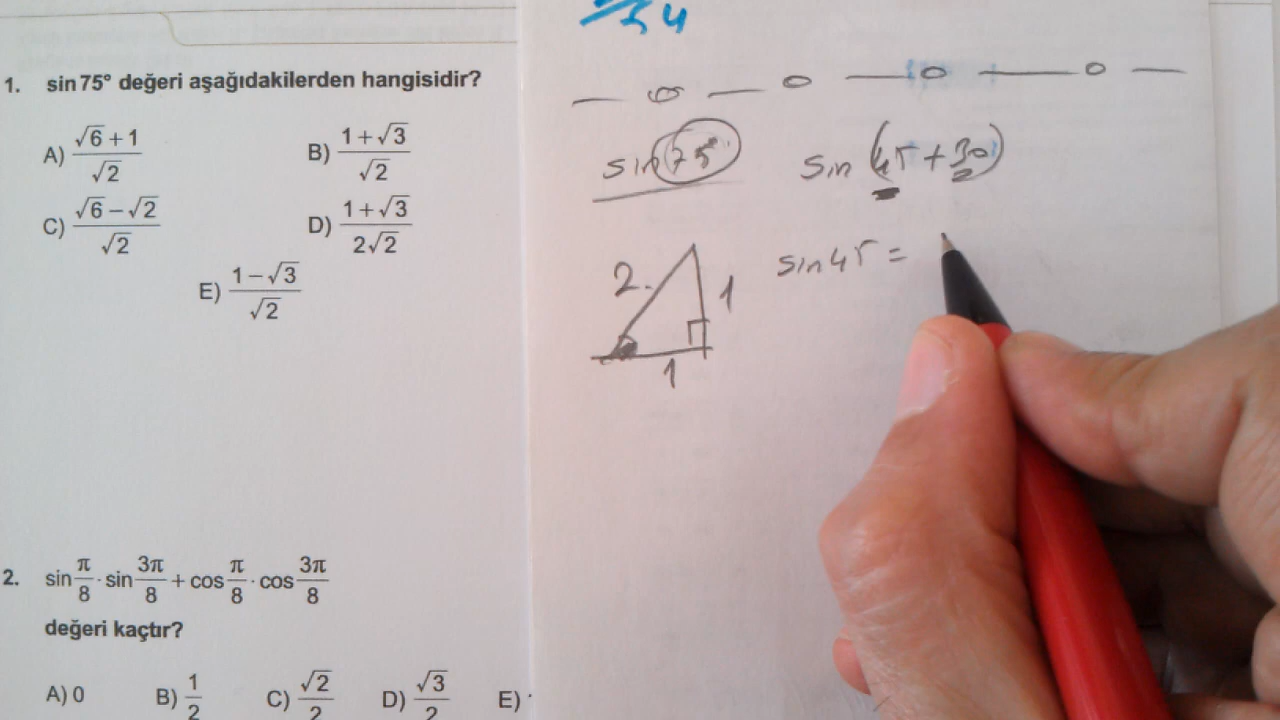 54
1. sin 75° değeri aşağıdakilerden hangisidir?
A) (√6 + 1)/√2
B) (1 + √3)/√2
C) (√6 − √2)/√2
D) (1 + √3)/(2√2)
E) (1 − √3)/√2
sin 75
sin (45 + 30)
sin 45 =
2.
1
1
2. sin π/8 · sin 3π/8 + cos π/8 · cos 3π/8
değeri kaçtır?
A) 0
B) 1/2
C) √2/2
D) √3/2
E)